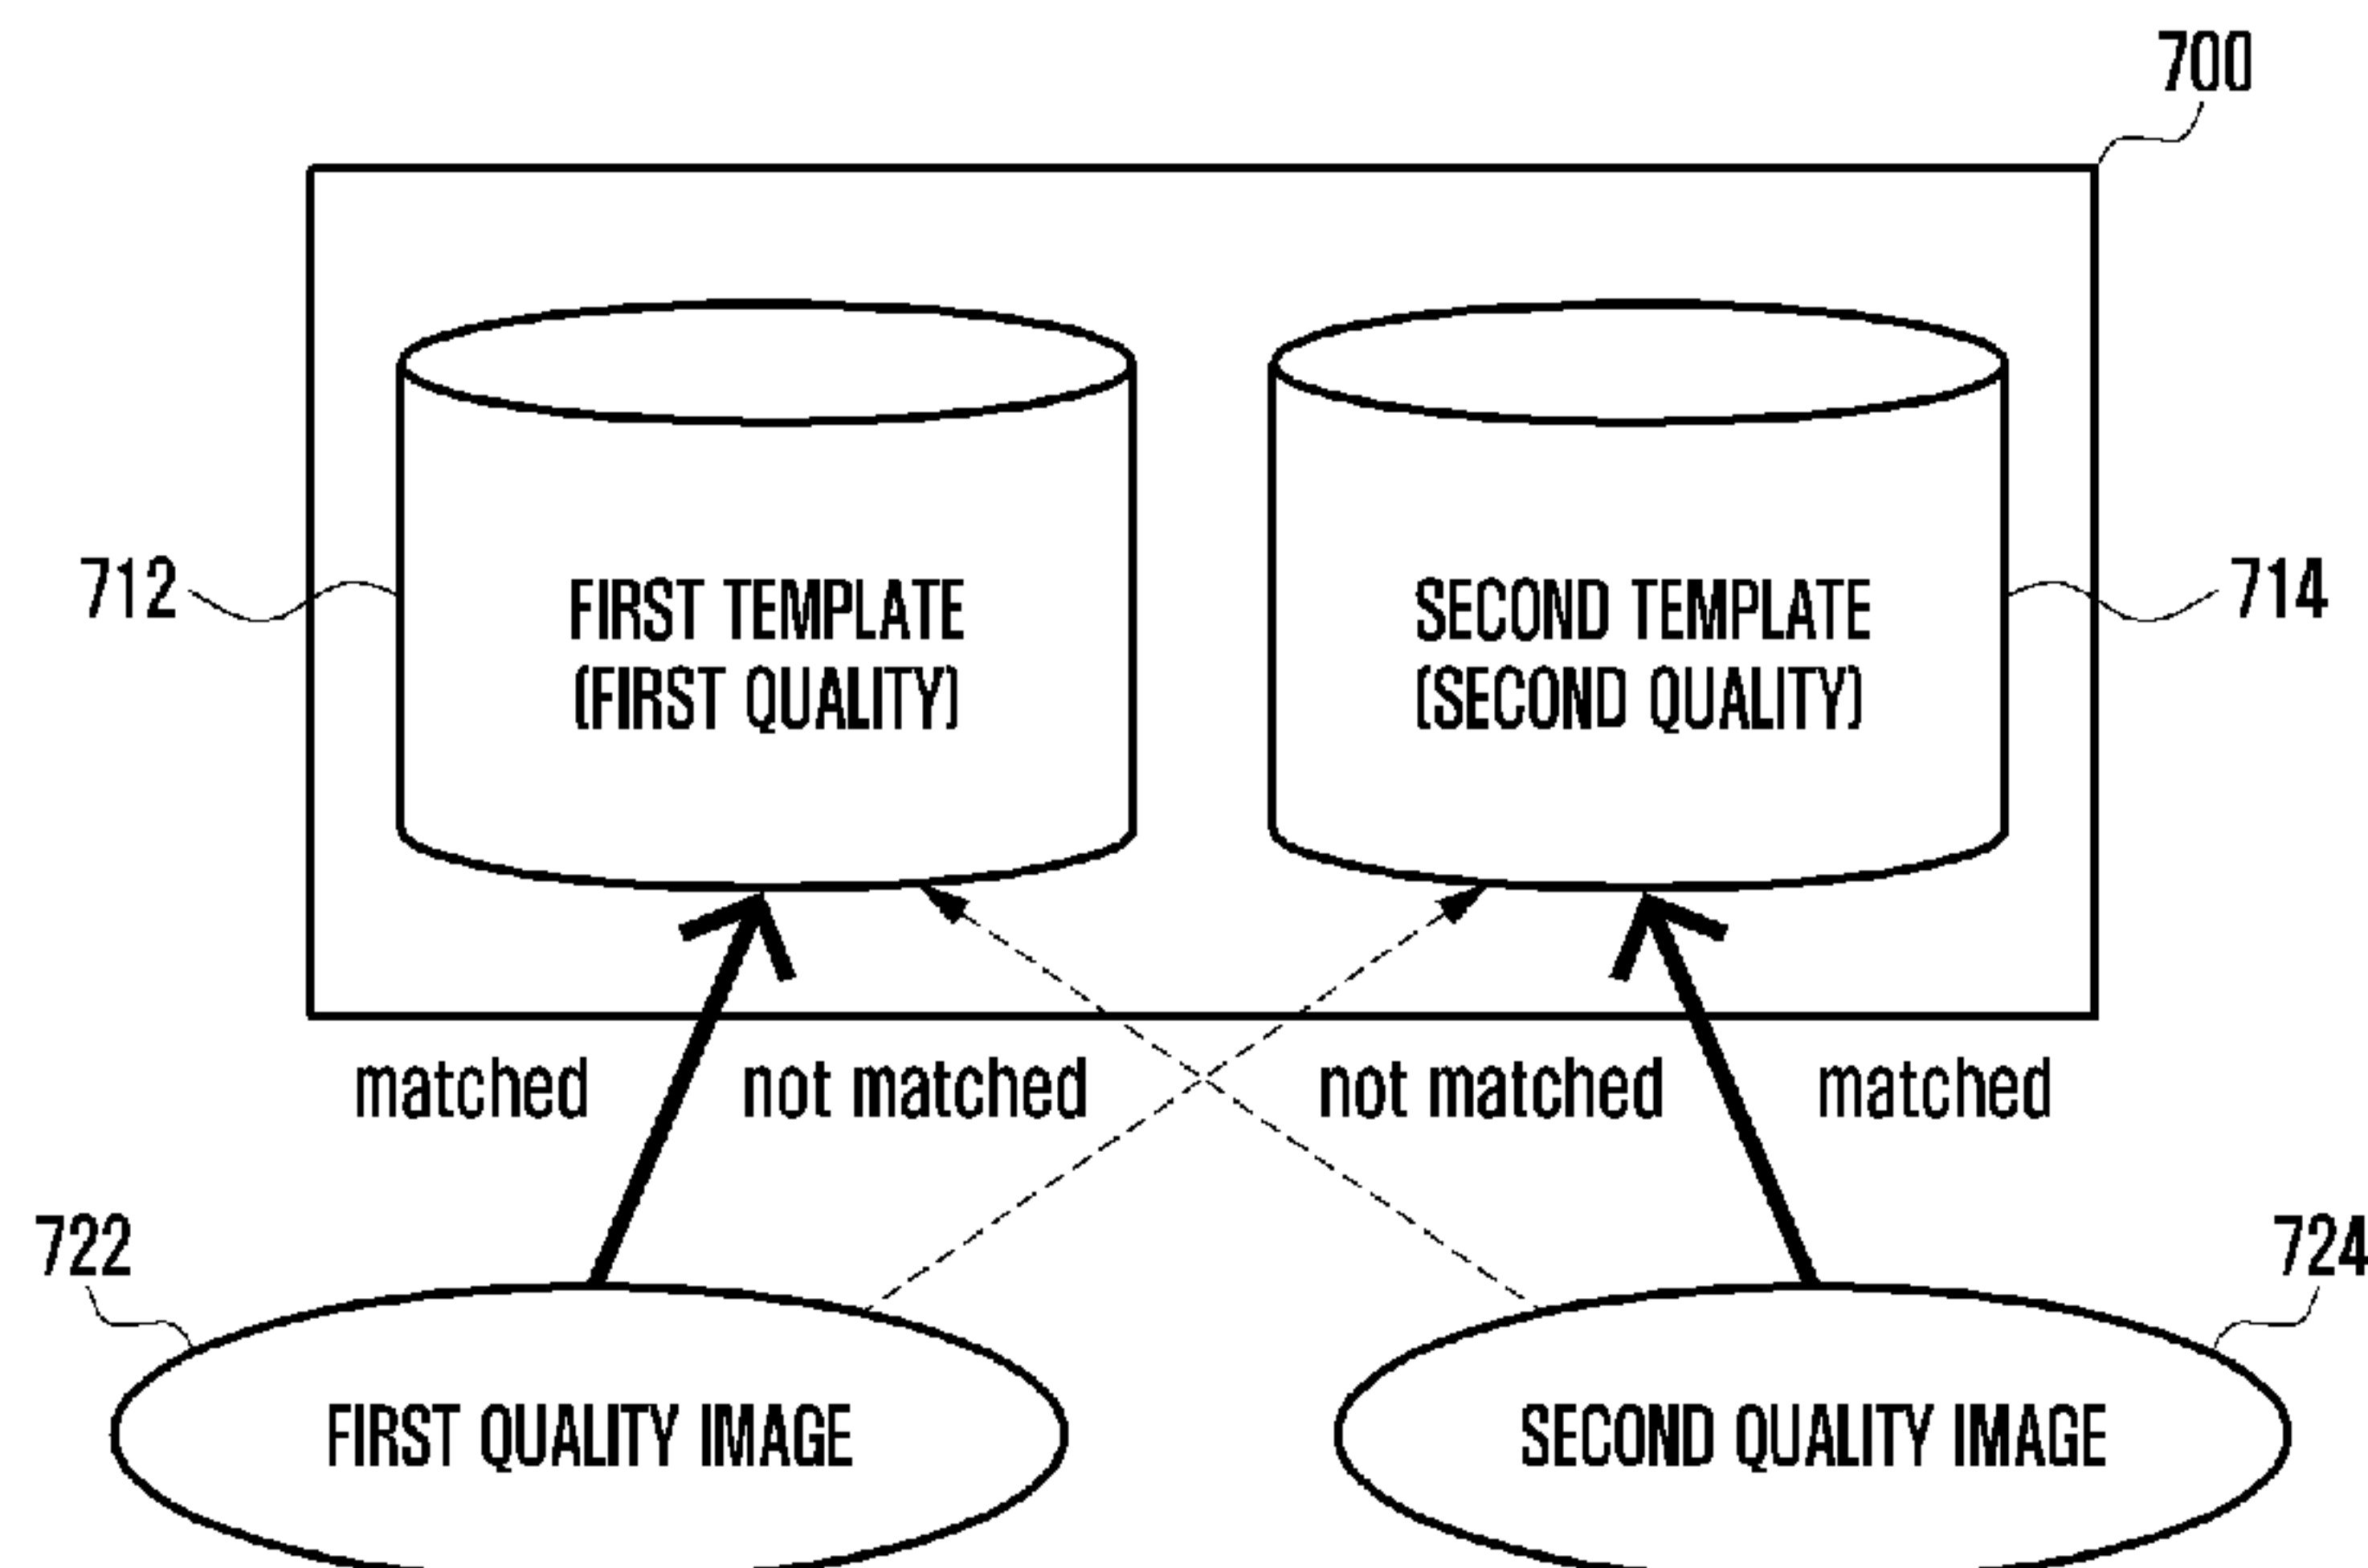 700
712
FIRST TEMPLATE
(FIRST QUALITY)
SECOND TEMPLATE
(SECOND QUALITY)
714
matched
not matched
not matched
matched
722
724
FIRST QUALITY IMAGE
SECOND QUALITY IMAGE